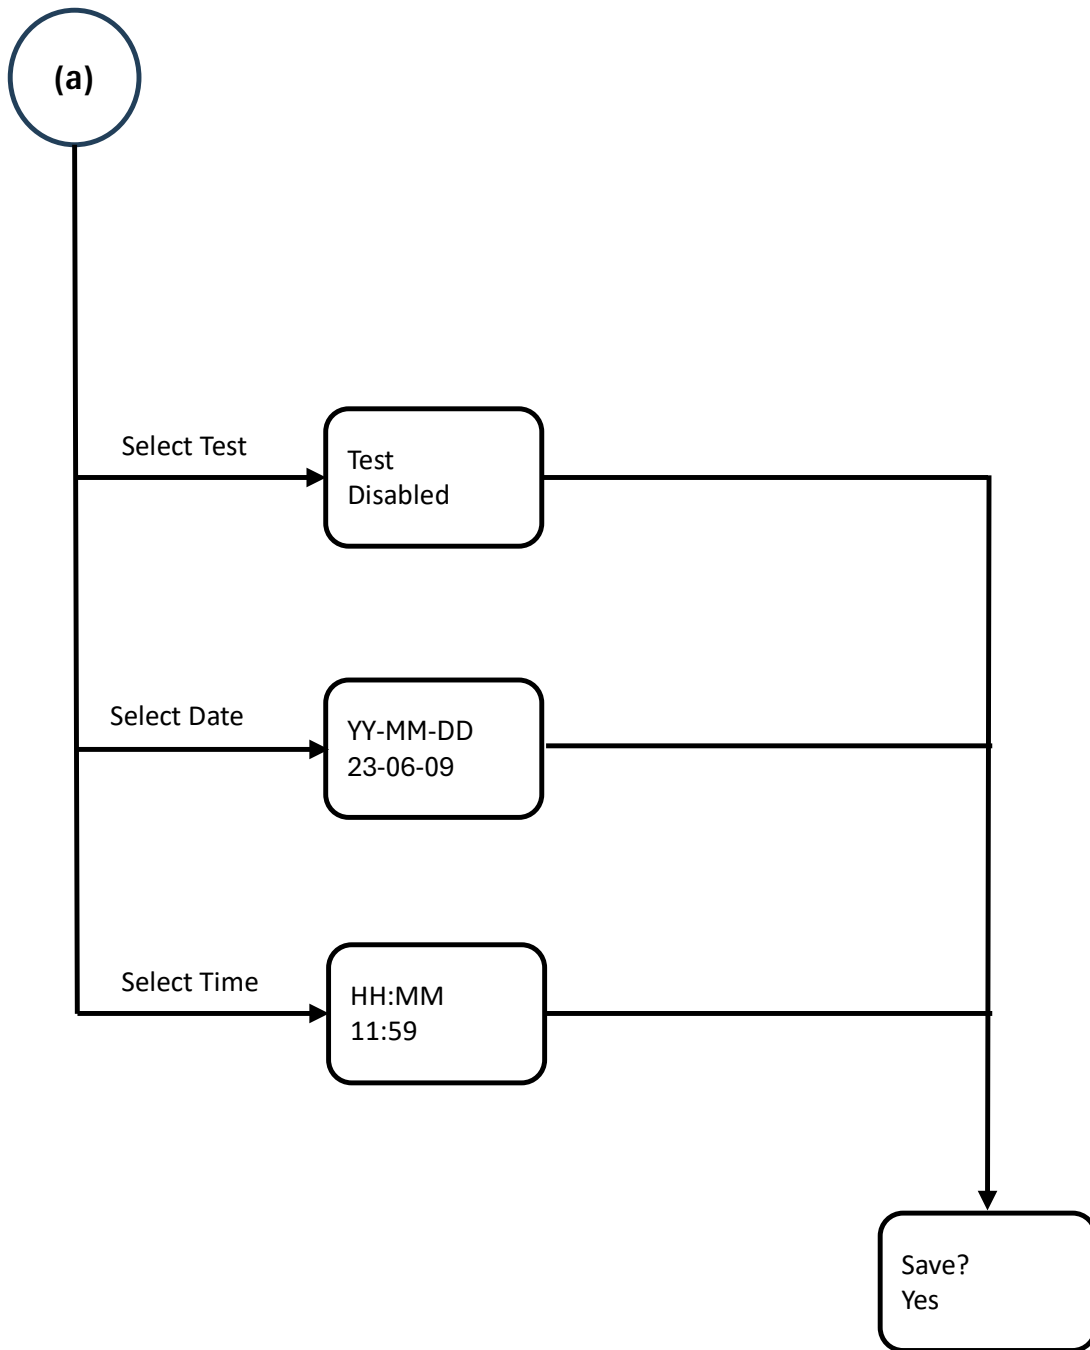 (a)
Select Test
Test
Disabled
Select Date
YY-MM-DD
23-06-09
Select Time
HH:MM
11:59
Save?
Yes